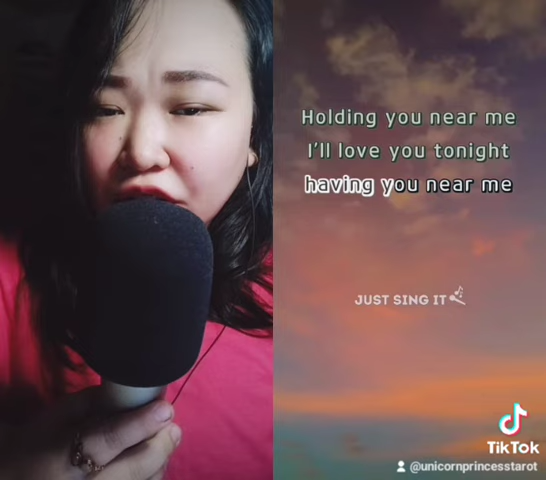 Holding you near me
I'll love you tonight
having you near me
JUST SING IT
TikTok
@unicornprincesstarot